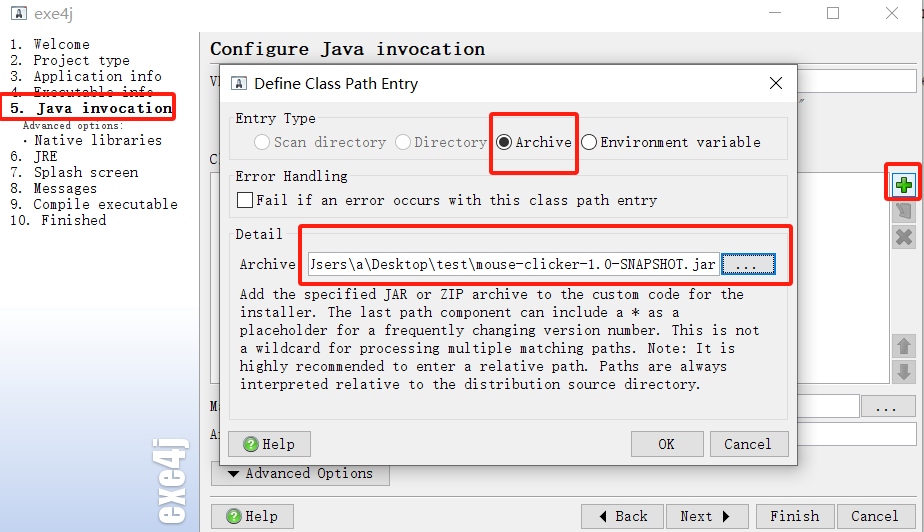 exe4j
1. Welcome
2. Project type
3. Application info
4. Executable info
5. Java invocation
Advanced options:
· Native libraries
6. JRE
7. Splash screen
8. Messages
9. Compile executable
10. Finished
exe4j
Configure Java invocation
Define Class Path Entry
Entry Type
Scan directory
Directory
Archive
Environment variable
Error Handling
Fail if an error occurs with this class path entry
Detail
Archive
Jsers\a\Desktop\test\mouse-clicker-1.0-SNAPSHOT.jar
...
Add the specified JAR or ZIP archive to the custom code for the
installer. The last path component can include a * as a
placeholder for a frequently changing version number. This is not
a wildcard for processing multiple matching paths. Note: It is
highly recommended to enter a relative path. Paths are always
interpreted relative to the distribution source directory.
Help
OK
Cancel
...
Advanced Options
Help
Back
Next
Finish
Cancel